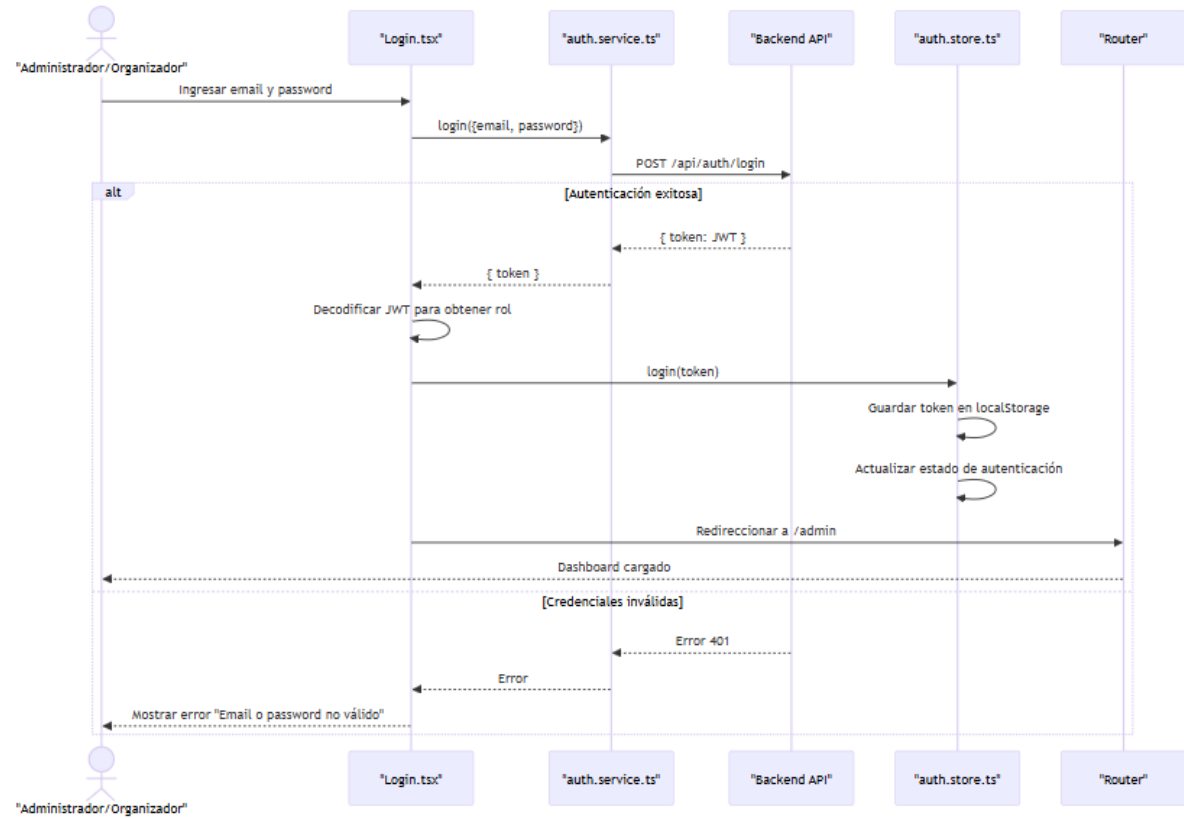 "Login.tsx"
"auth.service.ts"
"Backend API"
"auth.store.ts"
"Router"
"Administrador/Organizador"
Ingresar email y password
login({email, password})
POST /api/auth/login
alt
[Autenticación exitosa]
{ token: JWT }
{ token }
Decodificar JWT para obtener rol
login(token)
Guardar token en localStorage
Actualizar estado de autenticación
Redireccionar a /admin
Dashboard cargado
[Credenciales inválidas]
Error 401
Error
Mostrar error "Email o password no válido"
"Login.tsx"
"auth.service.ts"
"Backend API"
"auth.store.ts"
"Router"
"Administrador/Organizador"